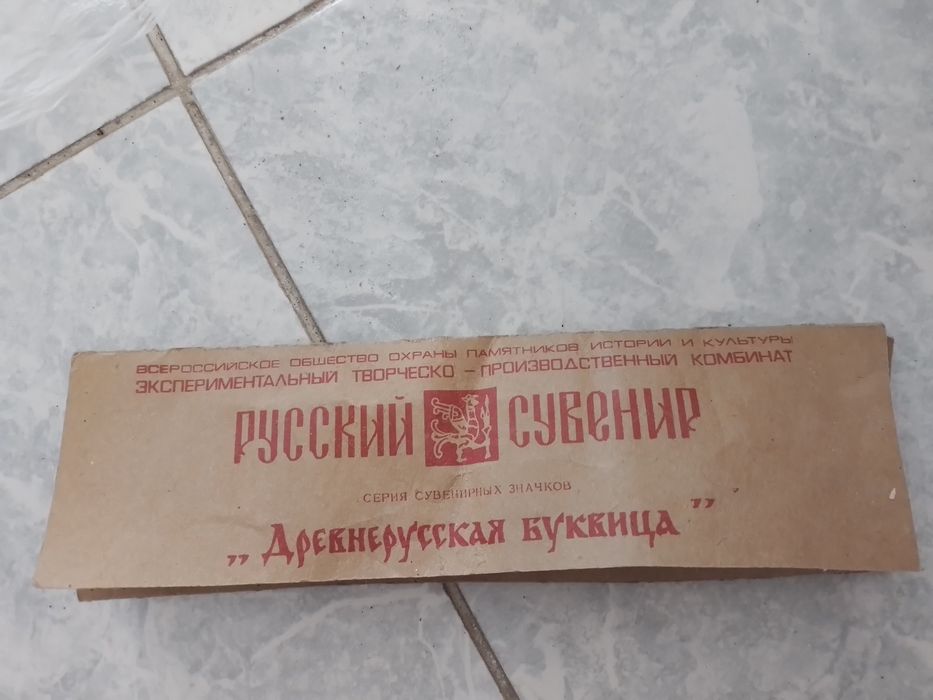 ВСЕРОССИЙСКОЕ ОБЩЕСТВО ОХРАНЫ ПАМЯТНИКОВ ИСТОРИИ И КУЛЬТУРЫ
ЭКСПЕРИМЕНТАЛЬНЫЙ ТВОРЧЕСКО - ПРОИЗВОДСТВЕННЫЙ КОМБИНАТ
РУССКИЙ СУВЕНИР
СЕРИЯ СУВЕНИРНЫХ ЗНАЧКОВ
„Древнерусская буквица”